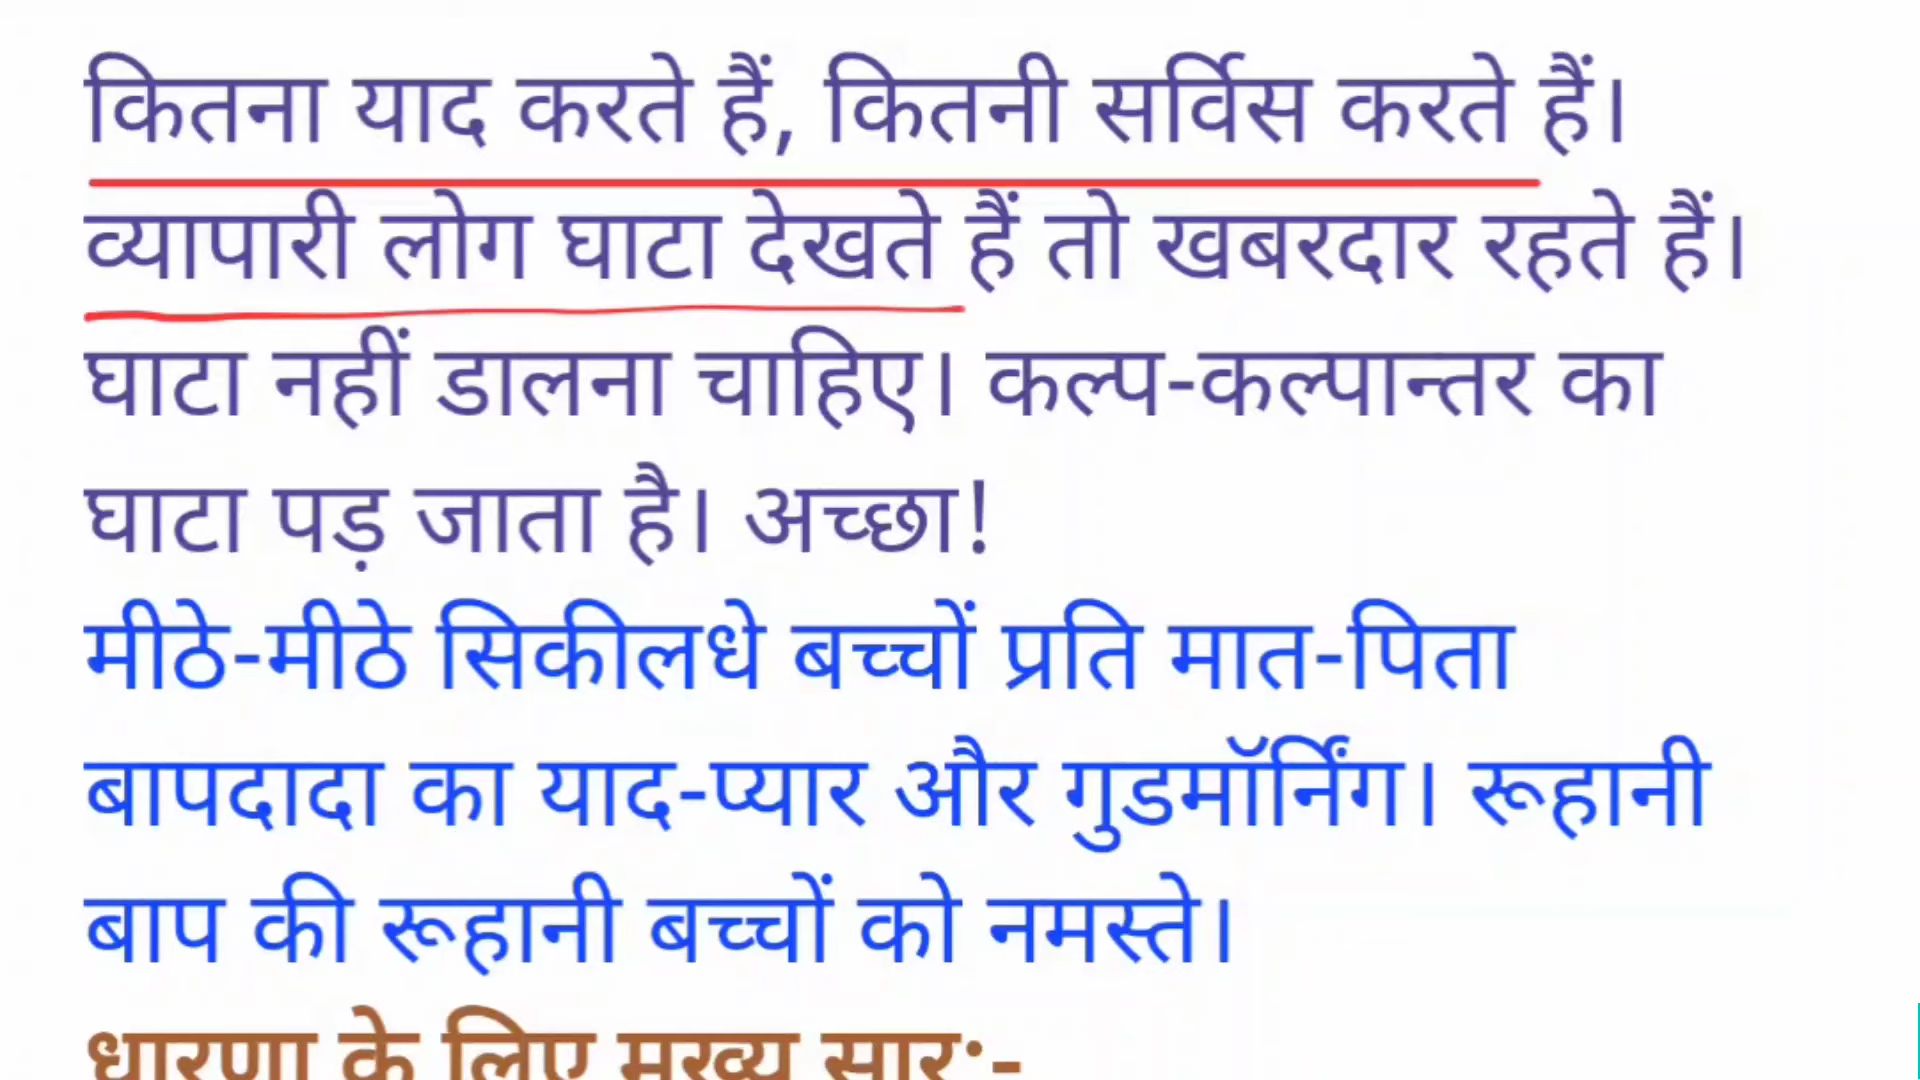 कितना याद करते हैं, कितनी सर्विस करते हैं।
व्यापारी लोग घाटा देखते हैं तो खबरदार रहते हैं।
घाटा नहीं डालना चाहिए। कल्प-कल्पान्तर का
घाटा पड़ जाता है। अच्छा!
मीठे-मीठे सिकीलधे बच्चों प्रति मात-पिता
बापदादा का याद-प्यार और गुडमॉर्निंग। रूहानी
बाप की रूहानी बच्चों को नमस्ते।
धारणा के लिए मुख्य सार:-